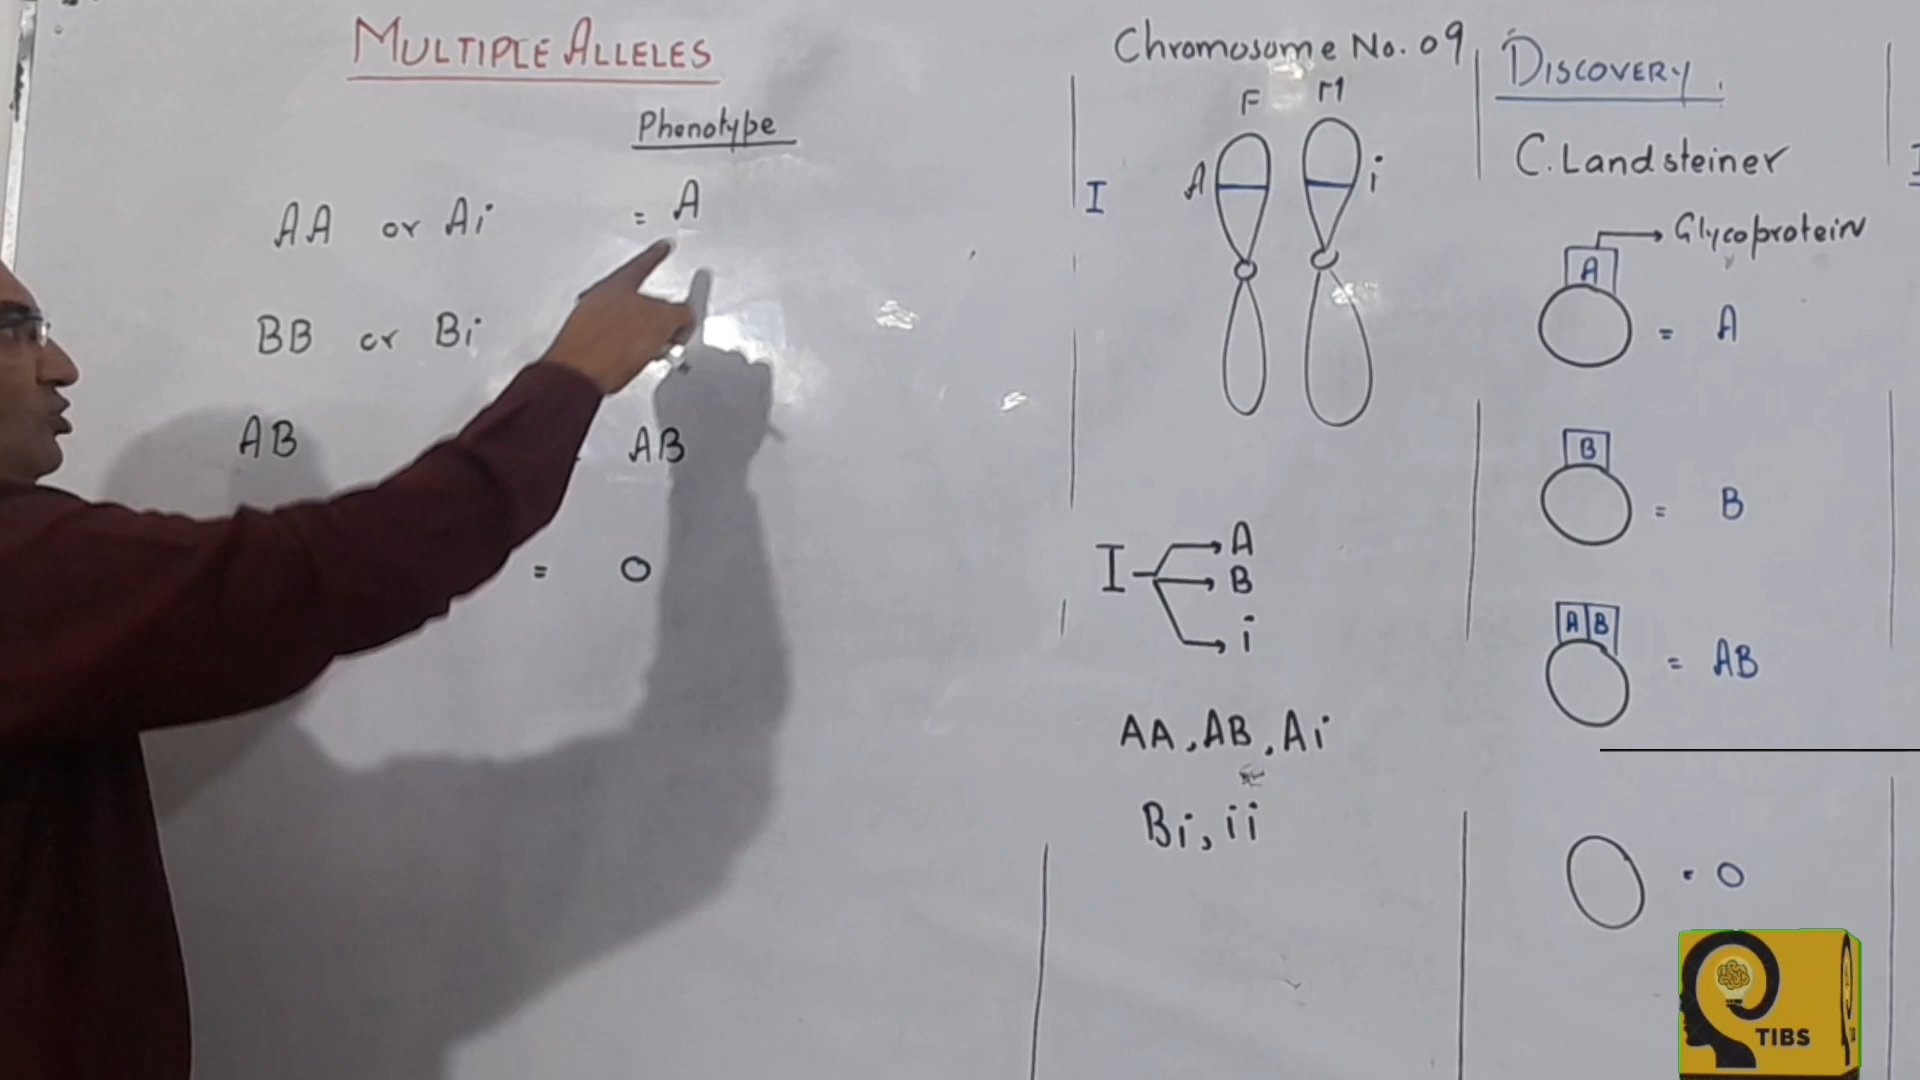 MULTIPLE ALLELES
Phenotype
AA or Ai = A
BB or Bi
AB AB
= O
Chromosome No. 09
F M
I A i
I A
B
i
AA, AB, Ai
Bi, ii
DISCOVERY
C. Landsteiner
Glycoprotein
A = A
B = B
A B = AB
= O
TIBS